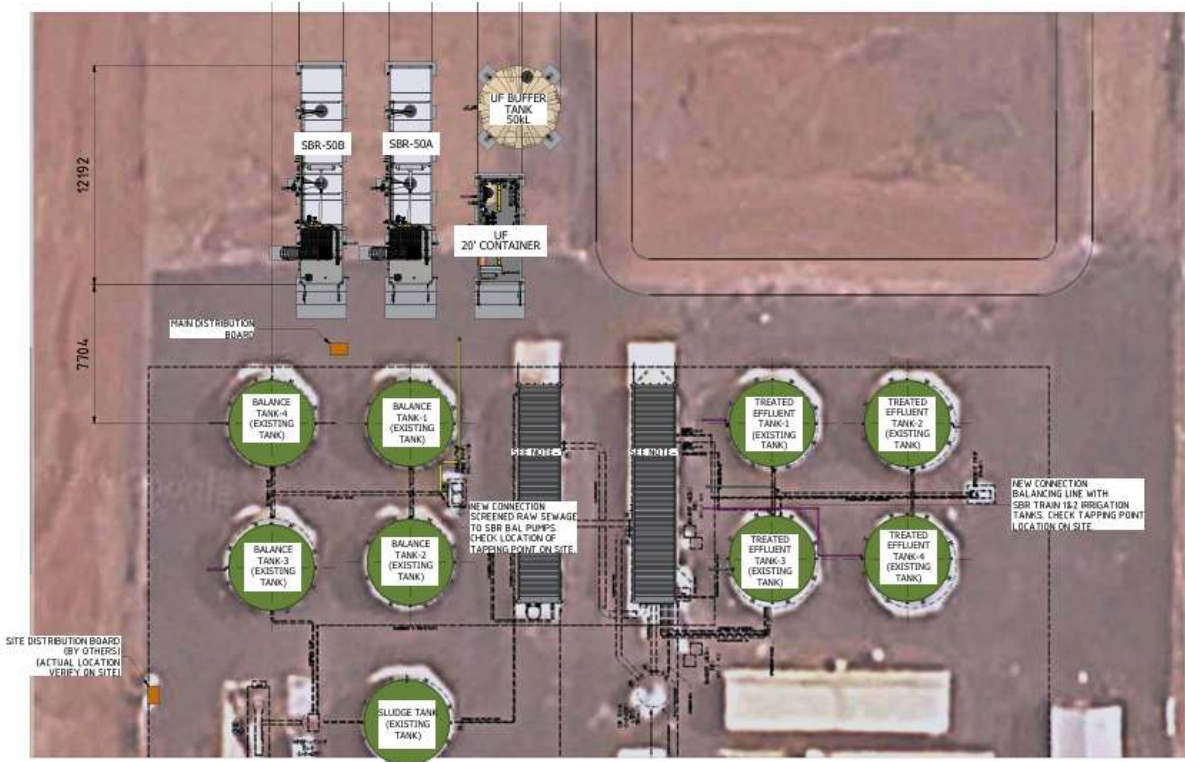 UF BUFFER
TANK
50kL
SBR-50B
SBR-50A
12192
UF
20' CONTAINER
MAIN DISTRIBUTION
BOARD
7704
BALANCE
TANK-4
(EXISTING
TANK)
BALANCE
TANK-1
(EXISTING
TANK)
TREATED
EFFLUENT
TANK-1
(EXISTING
TANK)
TREATED
EFFLUENT
TANK-2
(EXISTING
TANK)
SEE NOTE-
SEE NOTE-
NEW CONNECTION
SCREENED RAW SEWAGE
TO SBR BAL PUMPS.
CHECK LOCATION OF
TAPPING POINT ON SITE.
NEW CONNECTION
BALANCING LINE WITH
SBR TRAIN 1&2 IRRIGATION
TANKS. CHECK TAPPING POINT
LOCATION ON SITE.
BALANCE
TANK-3
(EXISTING
TANK)
BALANCE
TANK-2
(EXISTING
TANK)
TREATED
EFFLUENT
TANK-3
(EXISTING
TANK)
TREATED
EFFLUENT
TANK-4
(EXISTING
TANK)
SITE DISTRIBUTION BOARD
(BY OTHERS)
(ACTUAL LOCATION
VERIFY ON SITE)
SLUDGE TANK
(EXISTING
TANK)